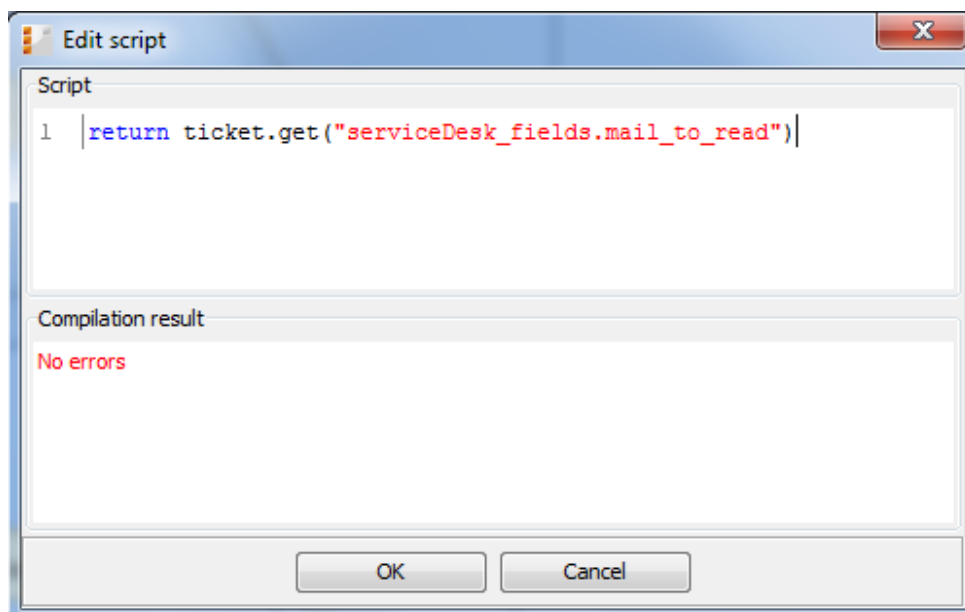 Edit script
Script
1 return ticket.get("serviceDesk_fields.mail_to_read")
Compilation result
No errors
OK Cancel